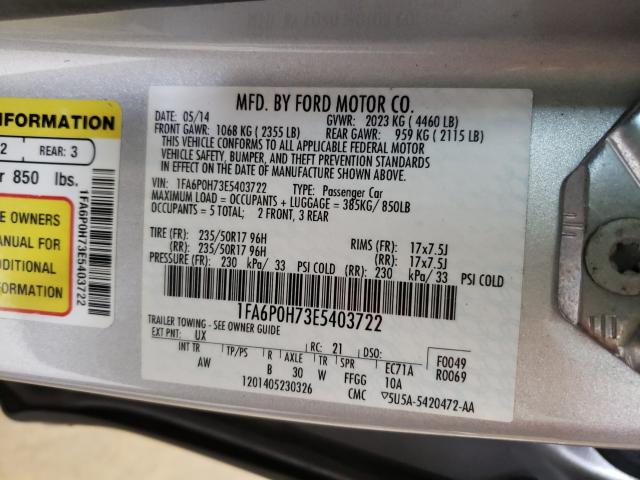 INFORMATION
2 REAR: 3
850 lbs.
E OWNERS
ANUAL FOR
DDITIONAL
FORMATION
1FA6P0H73E5403722
MFD. BY FORD MOTOR CO.
DATE: 05/14 GVWR: 2023 KG ( 4460 LB)
FRONT GAWR: 1068 KG ( 2355 LB) REAR GAWR: 959 KG ( 2115 LB)
THIS VEHICLE CONFORMS TO ALL APPLICABLE FEDERAL MOTOR
VEHICLE SAFETY, BUMPER, AND THEFT PREVENTION STANDARDS
IN EFFECT ON THE DATE OF MANUFACTURE SHOWN ABOVE.
VIN: 1FA6P0H73E5403722 TYPE: Passenger Car
MAXIMUM LOAD = OCCUPANTS + LUGGAGE = 385KG/ 850LB
OCCUPANTS = 5 TOTAL; 2 FRONT, 3 REAR
TIRE (FR): 235/50R17 96H RIMS (FR): 17x7.5J
(RR): 235/50R17 96H (RR): 17x7.5J
PRESSURE (FR): 230 kPa/ 33 PSI COLD (RR): 230 kPa/33 PSI COLD
1FA6P0H73E5403722
TRAILER TOWING - SEE OWNER GUIDE
EXT PNT: UX RC: 21 DSO: F0049
INT TR TP/PS R AXLE TR SPR EC71A R0069
AW B 30 W FFGG 10A
1201405230326 CMC ▽5U5A-5420472-AA